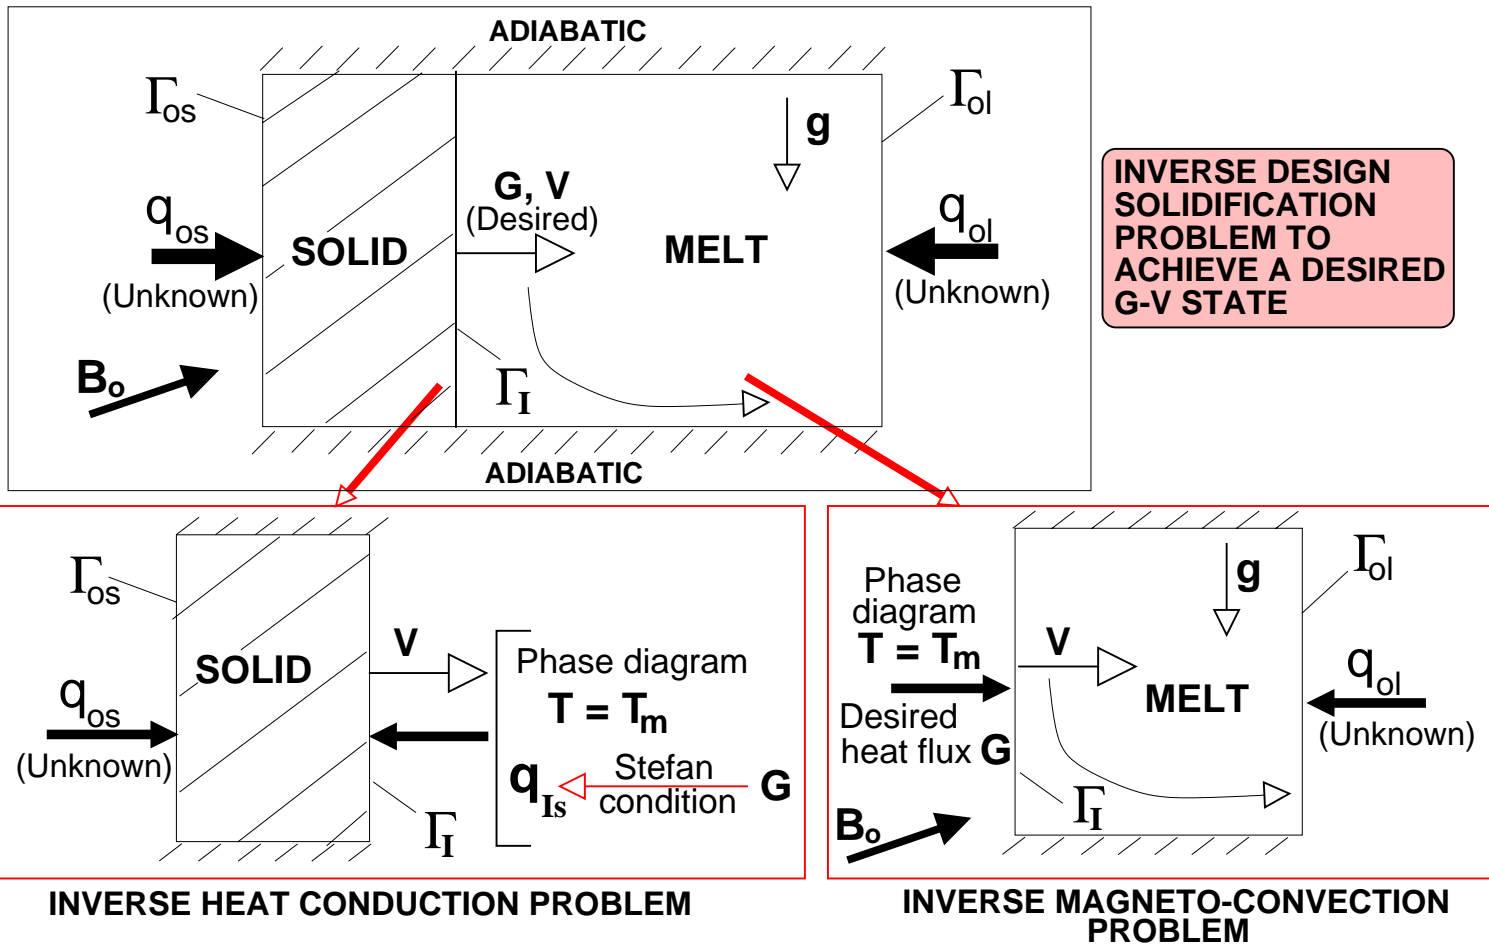 ADIABATIC
Γos
Γol
g
G, V
(Desired)
qos
(Unknown)
SOLID
MELT
qol
(Unknown)
Bo
ΓI
ADIABATIC
INVERSE DESIGN
SOLIDIFICATION
PROBLEM TO
ACHIEVE A DESIRED
G-V STATE
Γos
SOLID
V
qos
(Unknown)
Phase diagram
T = Tm
qIs
Stefan
condition
G
ΓI
INVERSE HEAT CONDUCTION PROBLEM
Γol
g
Phase
diagram
T = Tm
V
MELT
qol
(Unknown)
Desired
heat flux G
ΓI
Bo
INVERSE MAGNETO-CONVECTION
PROBLEM